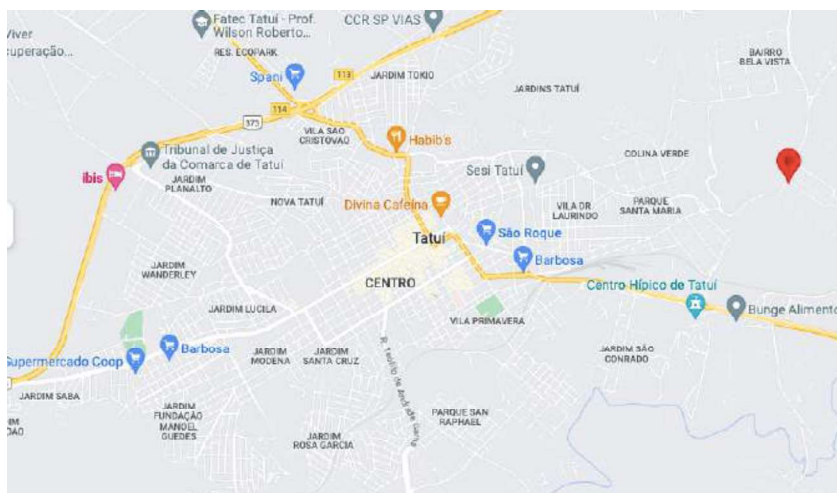 Fatec Tatuí - Prof.
Wilson Roberto...
CCR SP VIAS
Viver
cuperação...
RES. ECOPARK
BAIRRO
BELA VISTA
Spani
113
JARDIM TOKIO
JARDINS TATUÍ
114
375
VILA SAO
CRISTOVAO
Habib's
Tribunal de Justiça
da Comarca de Tatuí
COLINA VERDE
ibis
JARDIM
PLANALTO
Sesi Tatuí
NOVA TATUÍ
Divina Cafeína
VILA DR.
LAURINDO
PARQUE
SANTA MARIA
Tatuí
São Roque
Barbosa
JARDIM
WANDERLEY
CENTRO
Centro Hípico de Tatuí
JARDIM LUCILA
Bunge Alimento
VILA PRIMAVERA
Barbosa
Supermercado Coop
JARDIM
MODENA
JARDIM
SANTA CRUZ
JARDIM SÃO
CONRADO
JARDIM SABA
JARDIM
FUNDAÇÃO
MANOEL
GUEDES
PARQUE SAN
RAPHAEL
JARDIM
ROSA GARCIA